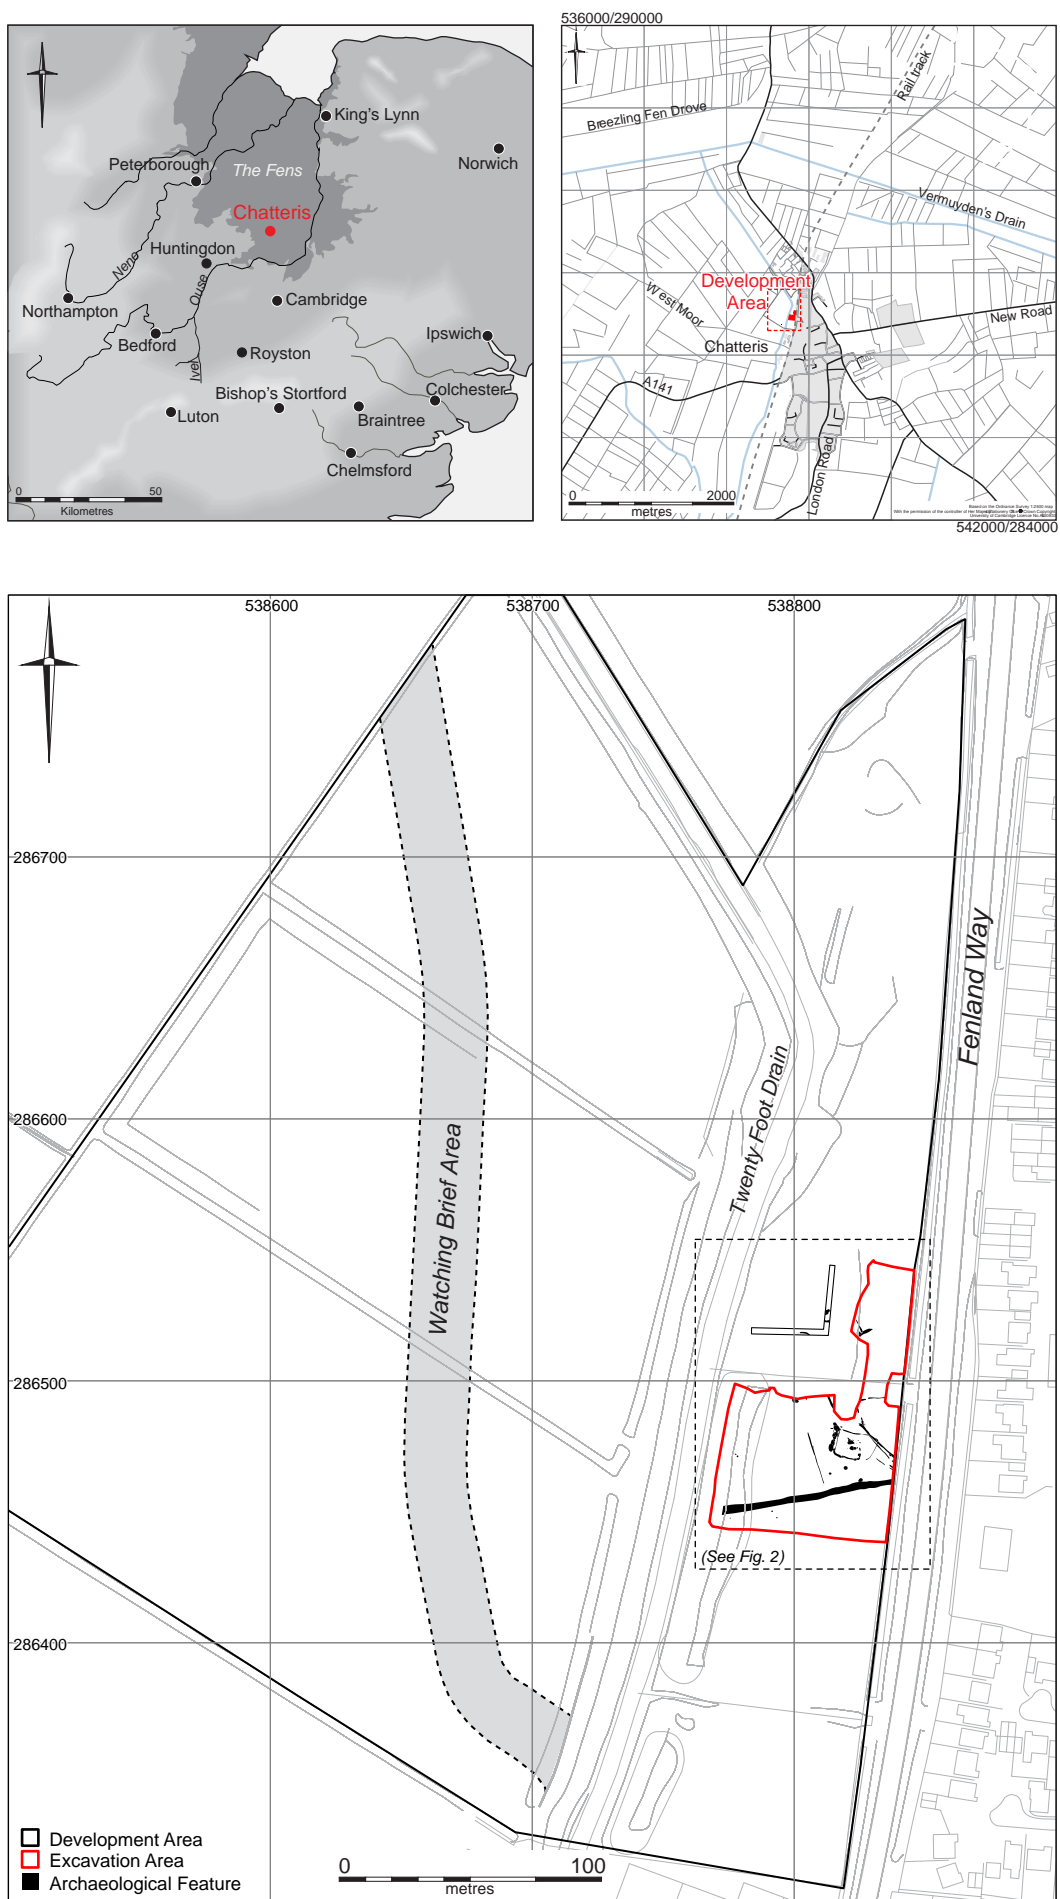 King's Lynn
Norwich
Peterborough
The Fens
Chatteris
Huntingdon
Nene
Ouse
Northampton
Cambridge
Bedford
Ipswich
Iver
Royston
Bishop's Stortford
Colchester
Luton
Braintree
Chelmsford
0 50
Kilometres
536000/290000
Rail track
Breezling Fen Drove
Vermuyden's Drain
Development
Area
West Moor
New Road
Chatteris
A141
London Road
0 2000
metres
542000/284000
538600 538700 538800
286700
Fenland Way
286600
Twenty Foot Drain
Watching Brief Area
286500
(See Fig. 2)
286400
Development Area
Excavation Area
Archaeological Feature
0 100
metres